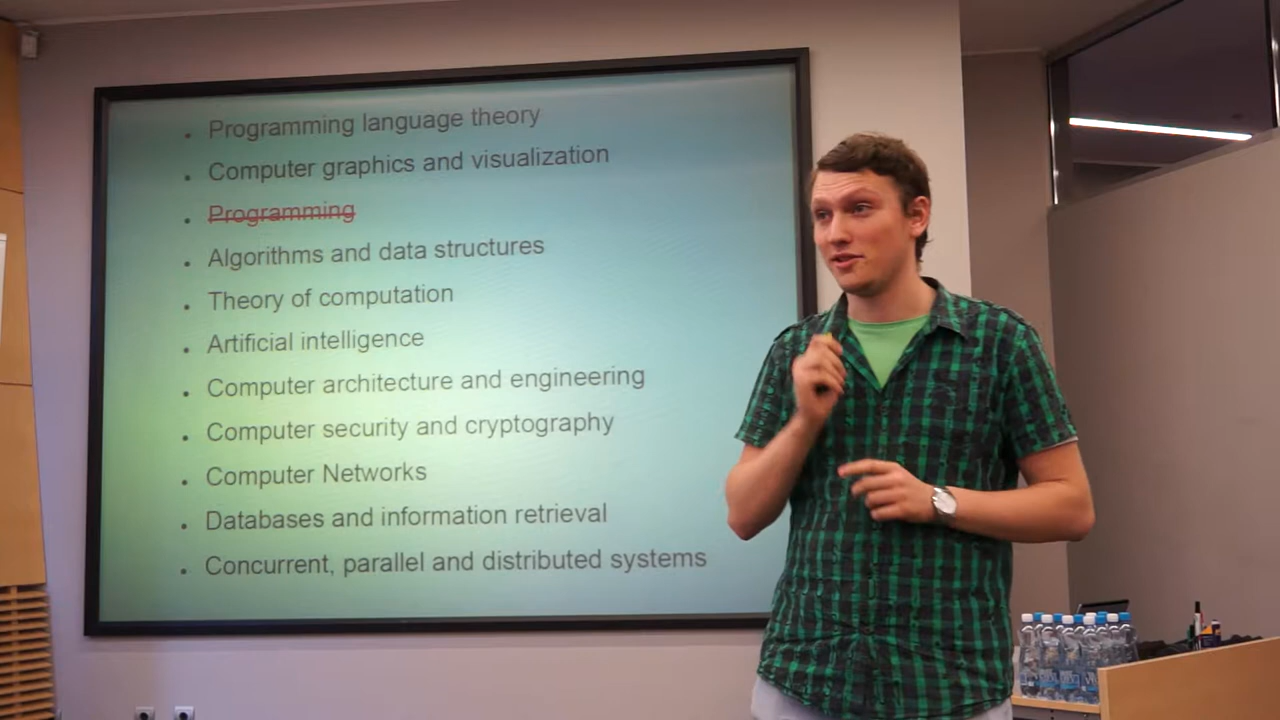 Programming language theory
Computer graphics and visualization
Programming
Algorithms and data structures
Theory of computation
Artificial intelligence
Computer architecture and engineering
Computer security and cryptography
Computer Networks
Databases and information retrieval
Concurrent, parallel and distributed systems